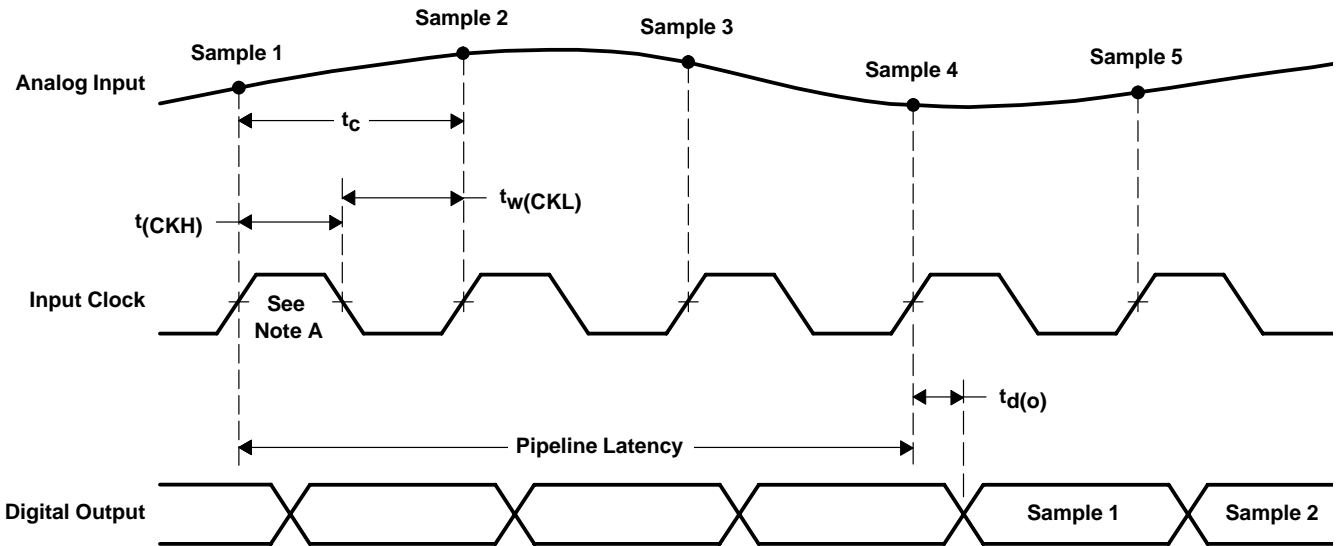 Sample 1
Sample 2
Sample 3
Sample 4
Sample 5
Analog Input
tc
tw(CKL)
t(CKH)
Input Clock
See
Note A
td(o)
Pipeline Latency
Digital Output
Sample 1
Sample 2